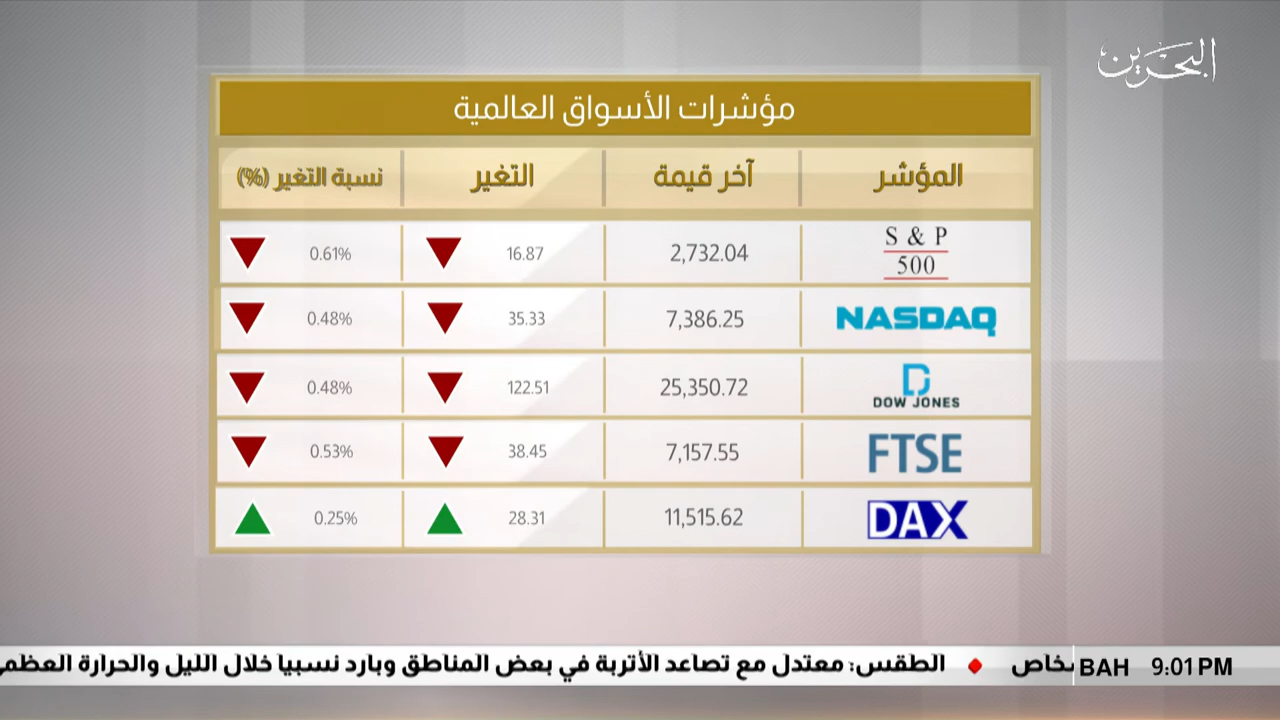 البحرين
مؤشرات الأسواق العالمية
المؤشر آخر قيمة التغير نسبة التغير (%)
S & P 500 2,732.04 16.87 0.61%
NASDAQ 7,386.25 35.33 0.48%
DOW JONES 25,350.72 122.51 0.48%
FTSE 7,157.55 38.45 0.53%
DAX 11,515.62 28.31 0.25%
BAH 9:01 PM
الطقس: معتدل مع تصاعد الأتربة في بعض المناطق وبارد نسبيا خلال الليل والحرارة